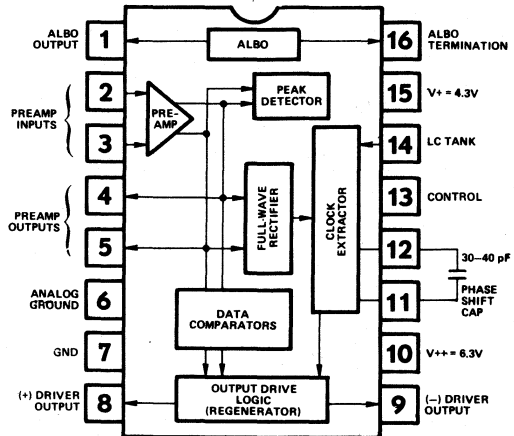 ALBO
OUTPUT
1
ALBO
16
ALBO
TERMINATION
PREAMP
INPUTS
2
3
PRE-
AMP
PEAK
DETECTOR
15
V+ = 4.3V
14
LC TANK
PREAMP
OUTPUTS
4
5
FULL-WAVE
RECTIFIER
CLOCK
EXTRACTOR
13
CONTROL
12
30–40 pF
11
PHASE
SHIFT
CAP
ANALOG
GROUND
6
DATA
COMPARATORS
GND
7
10
V++ = 6.3V
(+) DRIVER
OUTPUT
8
OUTPUT DRIVE
LOGIC
(REGENERATOR)
9
(–) DRIVER
OUTPUT